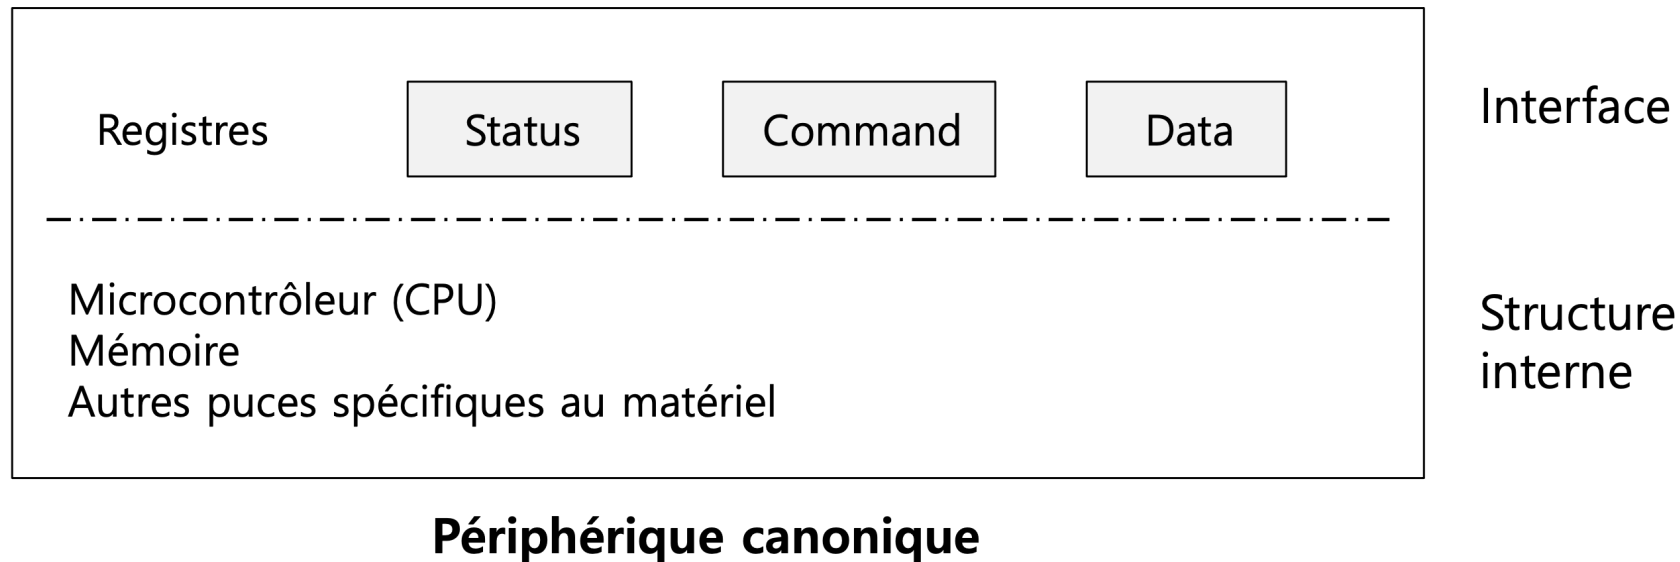 Registres Status Command Data
Interface
Microcontrôleur (CPU)
Mémoire
Autres puces spécifiques au matériel
Structure
interne
Périphérique canonique